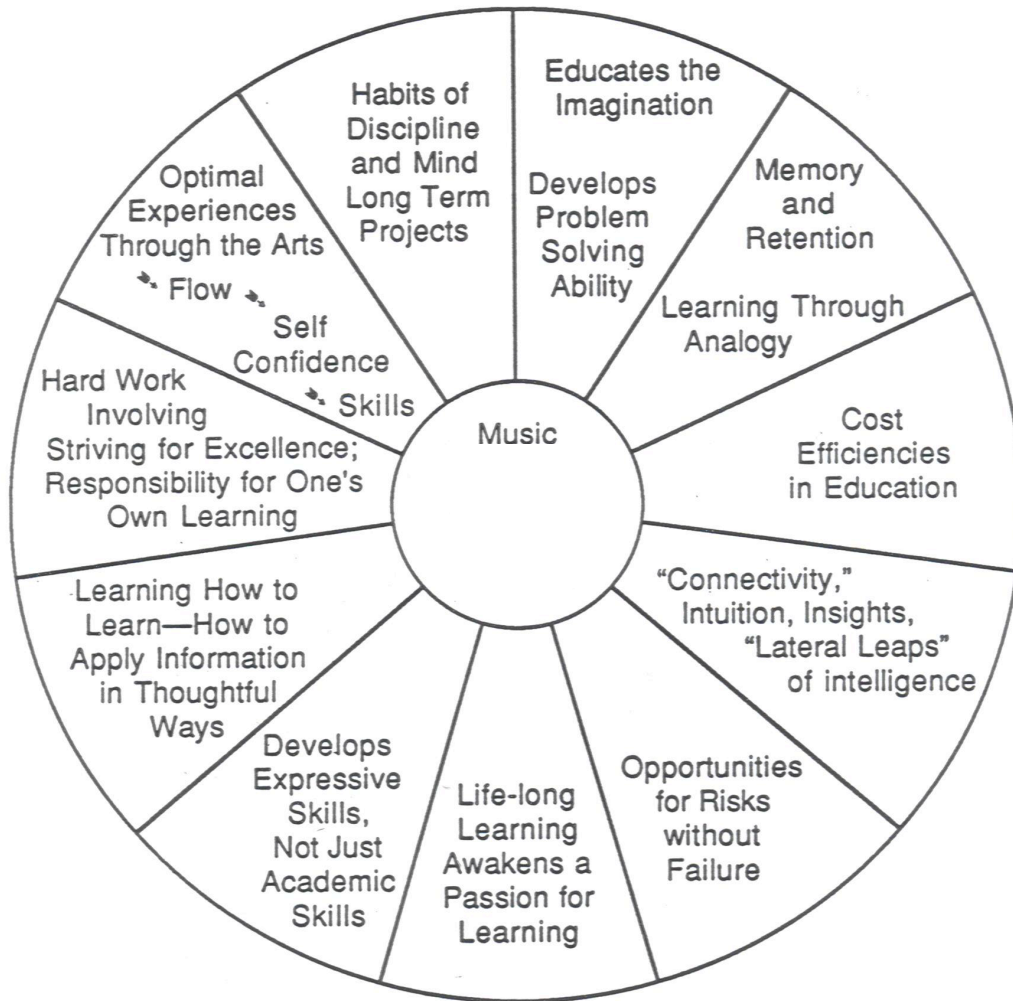 Educates the
Imagination
Develops
Problem
Solving
Ability
Memory
and
Retention
Learning Through
Analogy
Cost
Efficiencies
in Education
“Connectivity,”
Intuition, Insights,
“Lateral Leaps”
of intelligence
Opportunities
for Risks
without
Failure
Life-long
Learning
Awakens a
Passion for
Learning
Develops
Expressive
Skills,
Not Just
Academic
Skills
Learning How to
Learn—How to
Apply Information
in Thoughtful
Ways
Hard Work
Involving
Striving for Excellence;
Responsibility for One's
Own Learning
Optimal
Experiences
Through the Arts
Flow
Self
Confidence
Skills
Habits of
Discipline
and Mind
Long Term
Projects
Music